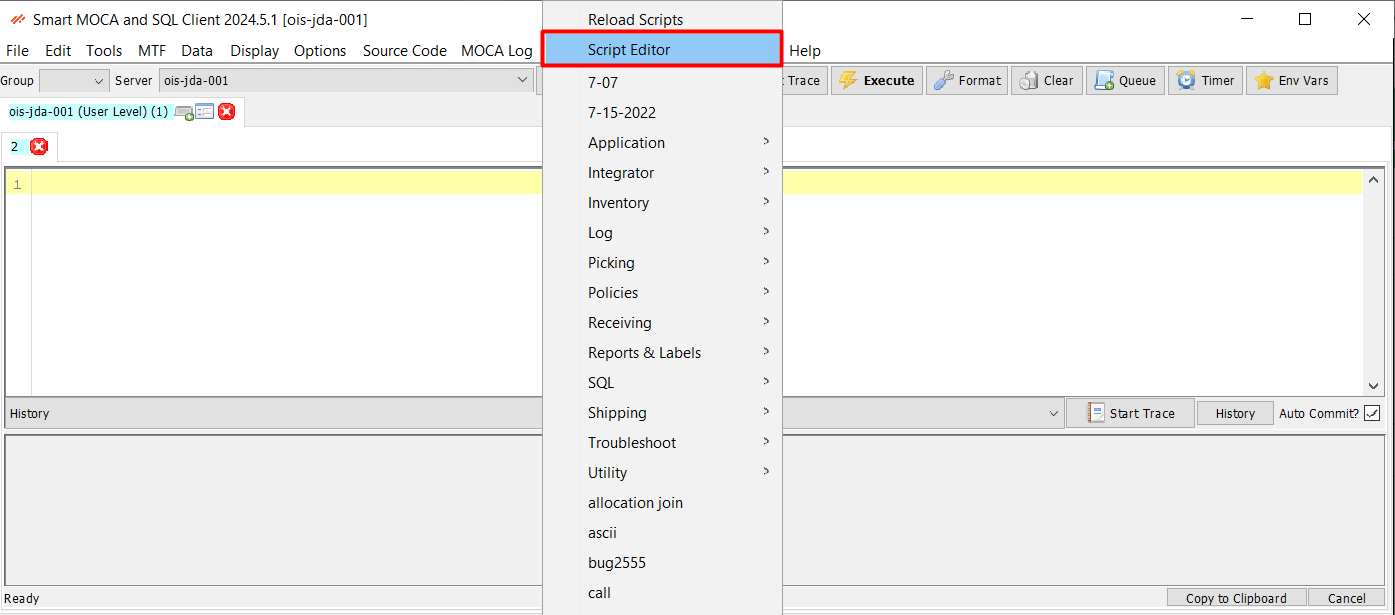 Smart MOCA and SQL Client 2024.5.1 [ois-jda-001]
File Edit Tools MTF Data Display Options Source Code MOCA Log Help
Group Server ois-jda-001 Trace Execute Format Clear Queue Timer Env Vars
ois-jda-001 (User Level) (1)
2
1
Reload Scripts
Script Editor
7-07
7-15-2022
Application
Integrator
Inventory
Log
Picking
Policies
Receiving
Reports & Labels
SQL
Shipping
Troubleshoot
Utility
allocation join
ascii
bug2555
call
History Start Trace History Auto Commit?
Ready Copy to Clipboard Cancel